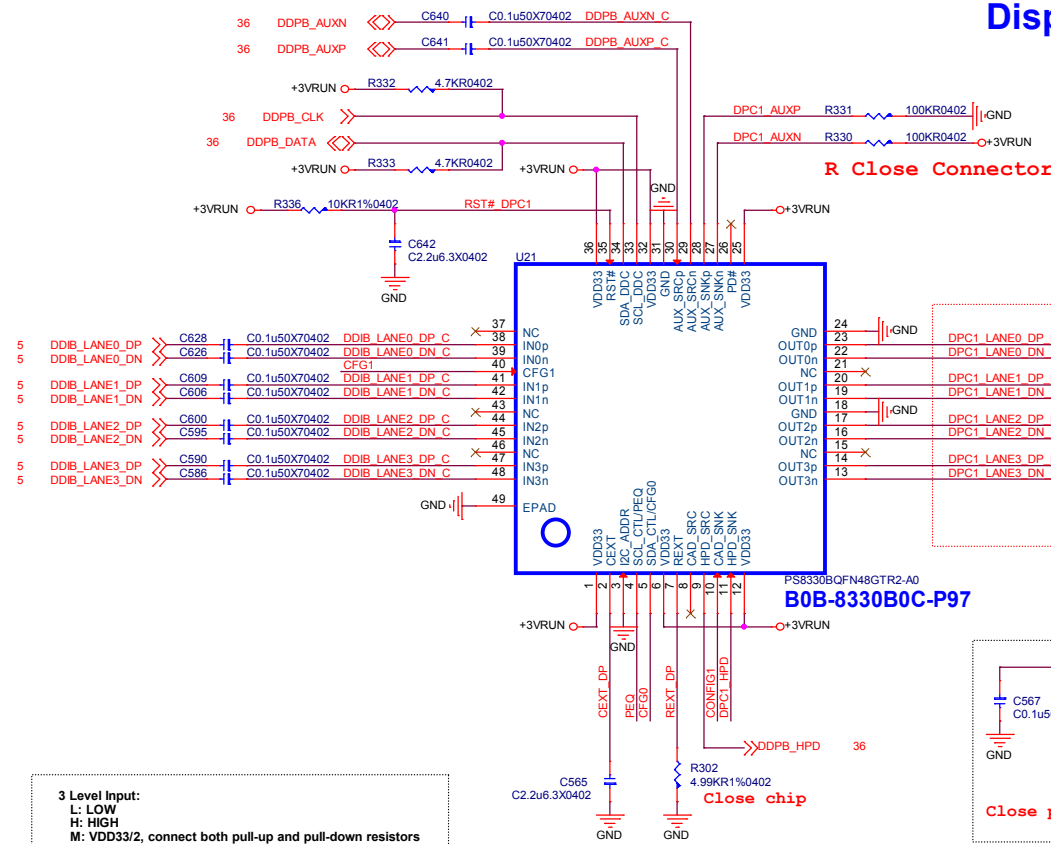 Disp
36 DDPB_AUXN C640 C0.1u50X70402 DDPB_AUXN_C
36 DDPB_AUXP C641 C0.1u50X70402 DDPB_AUXP_C
+3VRUN R332 4.7KR0402
36 DDPB_CLK
36 DDPB_DATA
+3VRUN R333 4.7KR0402
+3VRUN
GND
DPC1_AUXP R331 100KR0402 GND
DPC1_AUXN R330 100KR0402 +3VRUN
R Close Connector
+3VRUN R336 10KR1%0402 RST#_DPC1
+3VRUN
C642
C2.2u6.3X0402
GND
U21
36 35 34 33 32 31 30 29 28 27 26 25
VDD33 RST# SDA_DDC SCL_DDC VDD33 GND AUX_SRCp AUX_SRCn AUX_SNKp AUX_SNKn PD# VDD33
37 NC
5 DDIB_LANE0_DP C628 C0.1u50X70402 DDIB_LANE0_DP_C 38 IN0p
5 DDIB_LANE0_DN C626 C0.1u50X70402 DDIB_LANE0_DN_C 39 IN0n
CFG1 40 CFG1
5 DDIB_LANE1_DP C609 C0.1u50X70402 DDIB_LANE1_DP_C 41 IN1p
5 DDIB_LANE1_DN C606 C0.1u50X70402 DDIB_LANE1_DN_C 42 IN1n
43 NC
5 DDIB_LANE2_DP C600 C0.1u50X70402 DDIB_LANE2_DP_C 44 IN2p
5 DDIB_LANE2_DN C595 C0.1u50X70402 DDIB_LANE2_DN_C 45 IN2n
46 NC
5 DDIB_LANE3_DP C590 C0.1u50X70402 DDIB_LANE3_DP_C 47 IN3p
5 DDIB_LANE3_DN C586 C0.1u50X70402 DDIB_LANE3_DN_C 48 IN3n
GND 49 EPAD
GND 24 GND
OUT0p 23 DPC1_LANE0_DP
OUT0n 22 DPC1_LANE0_DN
NC 21
OUT1p 20 DPC1_LANE1_DP
OUT1n 19 DPC1_LANE1_DN
GND 18 GND
OUT2p 17 DPC1_LANE2_DP
OUT2n 16 DPC1_LANE2_DN
NC 15
OUT3p 14 DPC1_LANE3_DP
OUT3n 13 DPC1_LANE3_DN
VDD33 CEXT I2C_ADDR SCL_CTL/PEQ SDA_CTL/CFG0 VDD33 REXT CAD_SRC HPD_SRC CAD_SNK HPD_SNK VDD33
1 2 3 4 5 6 7 8 9 10 11 12
PS8330BQFN48GTR2-A0
B0B-8330B0C-P97
+3VRUN
GND
+3VRUN
CEXT_DP PEQ CFG0 REXT_DP CONFIG1 DPC1_HPD
DDPB_HPD 36
C565
C2.2u6.3X0402
GND
R302
4.99KR1%0402
Close chip
GND
C567
C0.1u5
GND
Close p
3 Level Input:
L: LOW
H: HIGH
M: VDD33/2, connect both pull-up and pull-down resistors